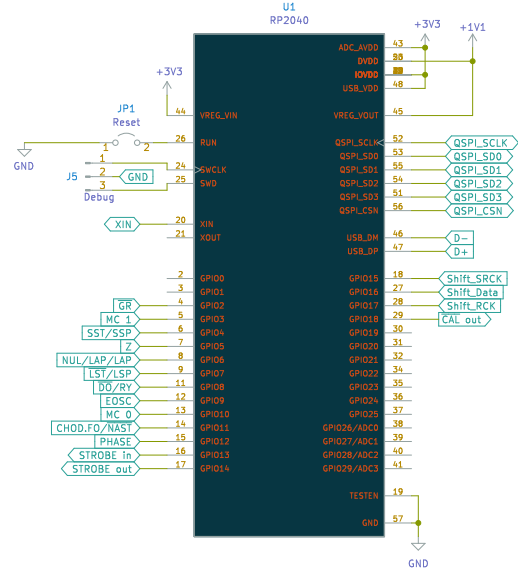 U1
RP2040
+3V3
+1V1
ADC_AVDD 43
DVDD
IOVDD
USB_VDD 48
+3V3
44 VREG_VIN
VREG_VOUT 45
JP1
Reset
1 2
26 RUN
GND
QSPI_SCLK 52 QSPI_SCLK
QSPI_SD0 53 QSPI_SD0
QSPI_SD1 55 QSPI_SD1
QSPI_SD2 54 QSPI_SD2
QSPI_SD3 51 QSPI_SD3
QSPI_CSN 56 QSPI_CSN
J5
1
2 GND
3
Debug
24 SWCLK
25 SWD
XIN 20 XIN
21 XOUT
USB_DM 46 D-
USB_DP 47 D+
2 GPIO0
3 GPIO1
GR 4 GPIO2
MC 1 5 GPIO3
SST/SSP 6 GPIO4
Z 7 GPIO5
NUL/LAP/LAP 8 GPIO6
LST/LSP 9 GPIO7
DO/RY 11 GPIO8
EOSC 12 GPIO9
MC 0 13 GPIO10
CHOD.FO/NAST 14 GPIO11
PHASE 15 GPIO12
STROBE in 16 GPIO13
STROBE out 17 GPIO14
GPIO15 18 Shift_SRCK
GPIO16 27 Shift_Data
GPIO17 28 Shift_RCK
GPIO18 29 CAL out
GPIO19 30
GPIO20 31
GPIO21 32
GPIO22 34
GPIO23 35
GPIO24 36
GPIO25 37
GPIO26/ADC0 38
GPIO27/ADC1 39
GPIO28/ADC2 40
GPIO29/ADC3 41
TESTEN 19
GND 57
GND